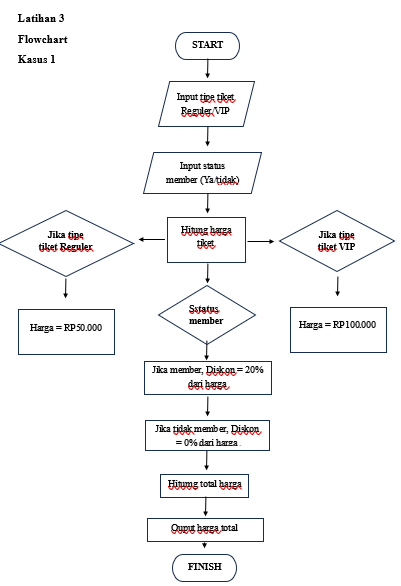 Latihan 3
Flowchart
Kasus 1
START
Input tipe tiket
Reguler/VIP
Input status
member (Ya/tidak)
Jika tipe
tiket Reguler
Hitung harga
tiket
Jika tipe
tiket VIP
Harga = RP50.000
Sstatus
member
Harga = RP100.000
Jika member, Diskon = 20%
dari harga
Jika tidak member, Diskon
= 0% dari harga .
Hitumg total harga
Ouput harga total
FINISH